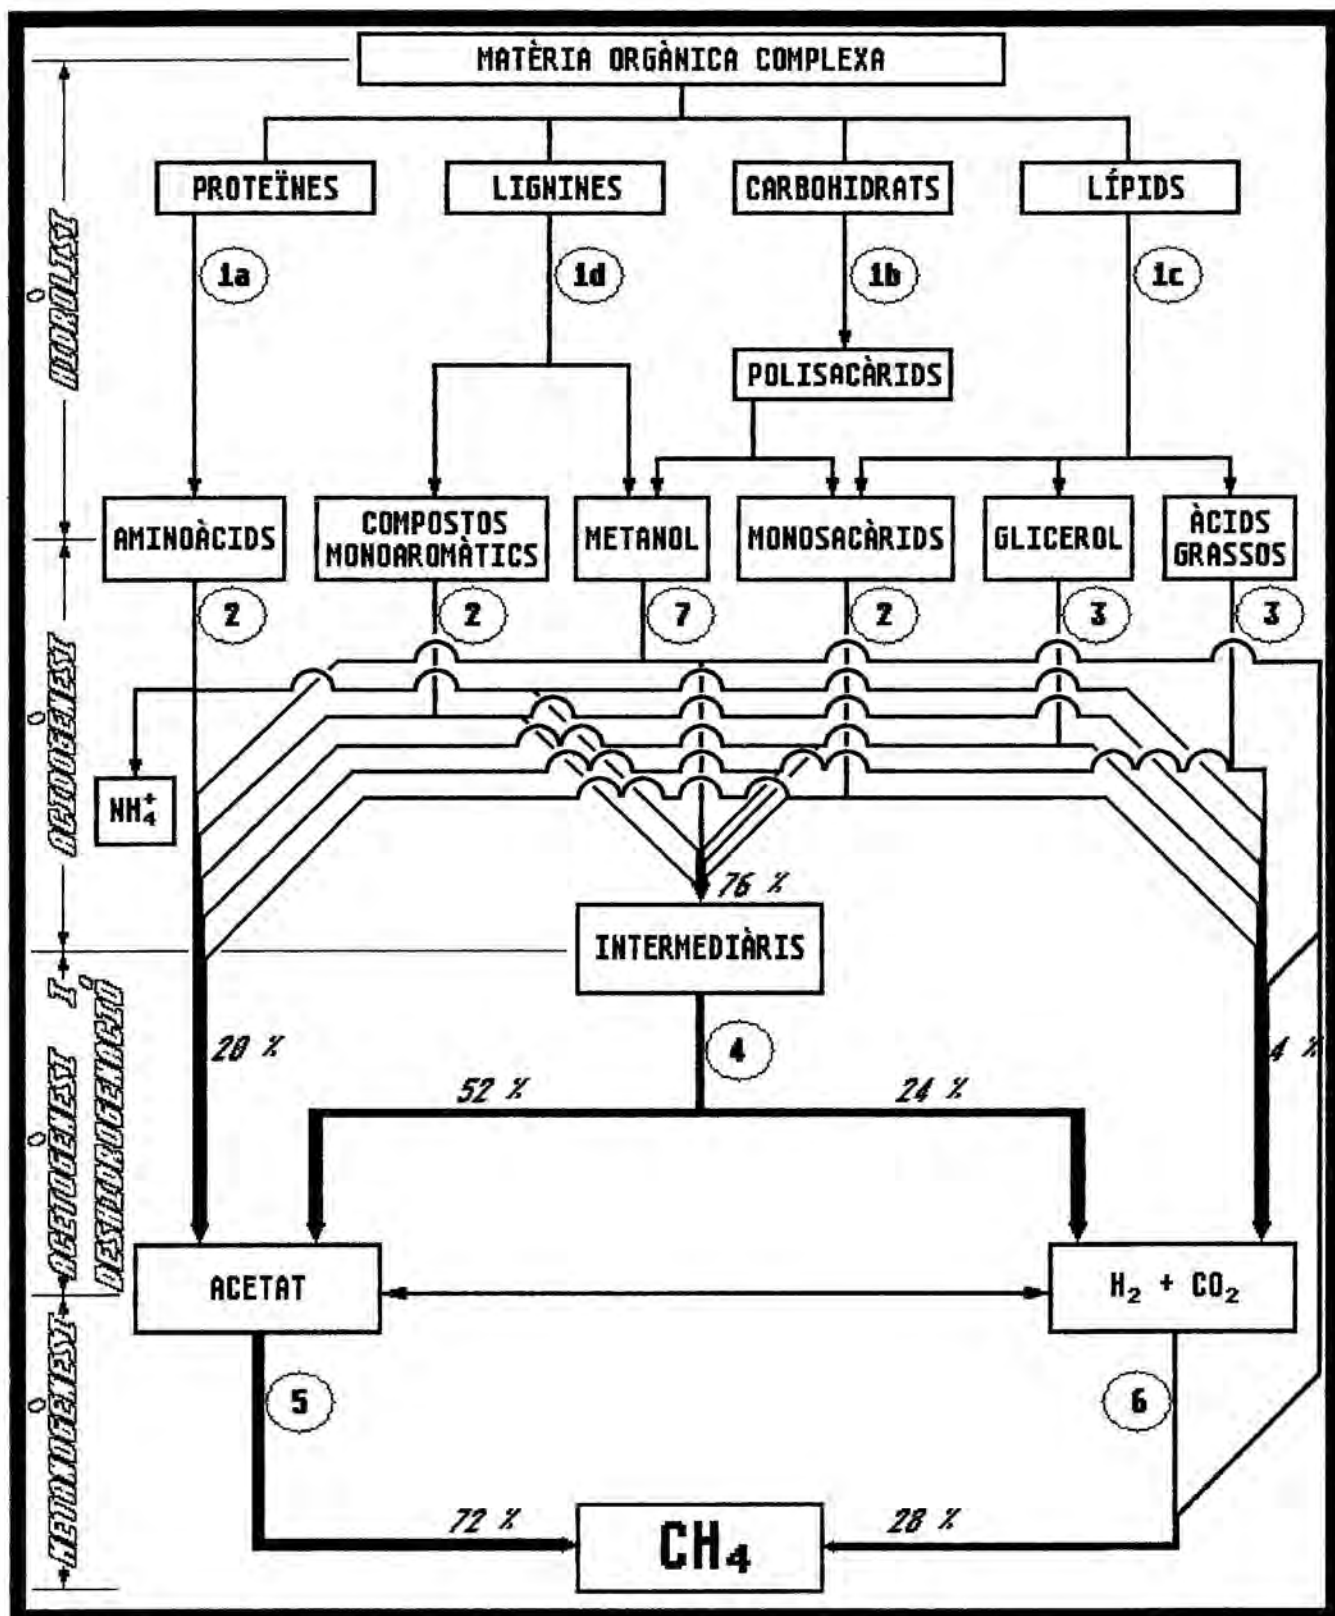 MATÈRIA ORGÀNICA COMPLEXA
PROTEÏNES
LIGNINES
CARBOHIDRATS
LÍPIDS
1a
1d
1b
1c
HIDRÒLISI
POLISACÀRIDS
AMINOÀCIDS
COMPOSTOS
MONOAROMÀTICS
METANOL
MONOSACÀRIDS
GLICEROL
ÀCIDS
GRASSOS
2
2
7
2
3
3
ACIDOGÈNESI
NH₄⁺
76 %
INTERMEDIÀRIS
ACETOGÈNESI I
DESHIDROGENACIÓ
20 %
4
4 %
52 %
24 %
ACETAT
H₂ + CO₂
METANOGÈNESI
5
6
72 %
CH₄
28 %